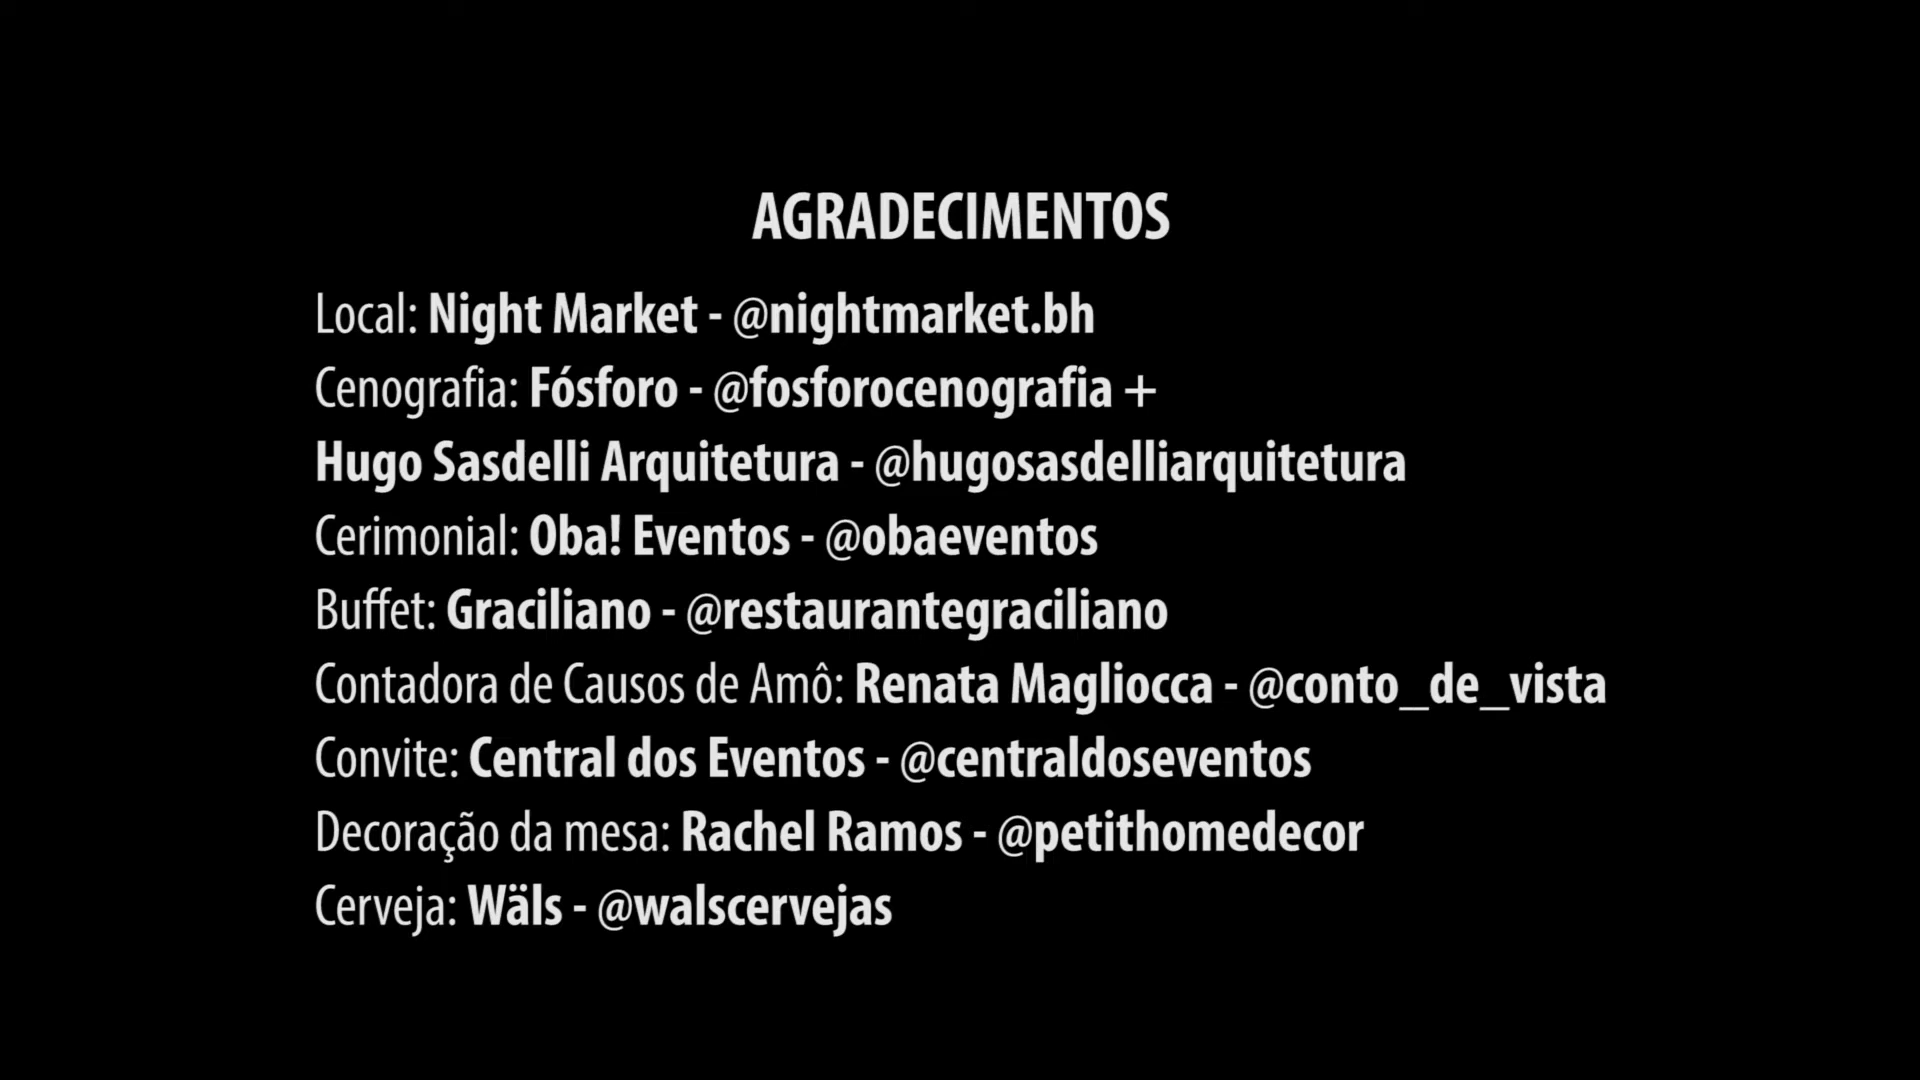 AGRADECIMENTOS
Local: Night Market - @nightmarket.bh
Cenografia: Fósforo - @fosforocenografia +
Hugo Sasdelli Arquitetura - @hugosasdelliarquitetura
Cerimonial: Oba! Eventos - @obaeventos
Buffet: Graciliano - @restaurantegraciliano
Contadora de Causos de Amô: Renata Magliocca - @conto_de_vista
Convite: Central dos Eventos - @centraldoseventos
Decoração da mesa: Rachel Ramos - @petithomedecor
Cerveja: Wäls - @walscervejas